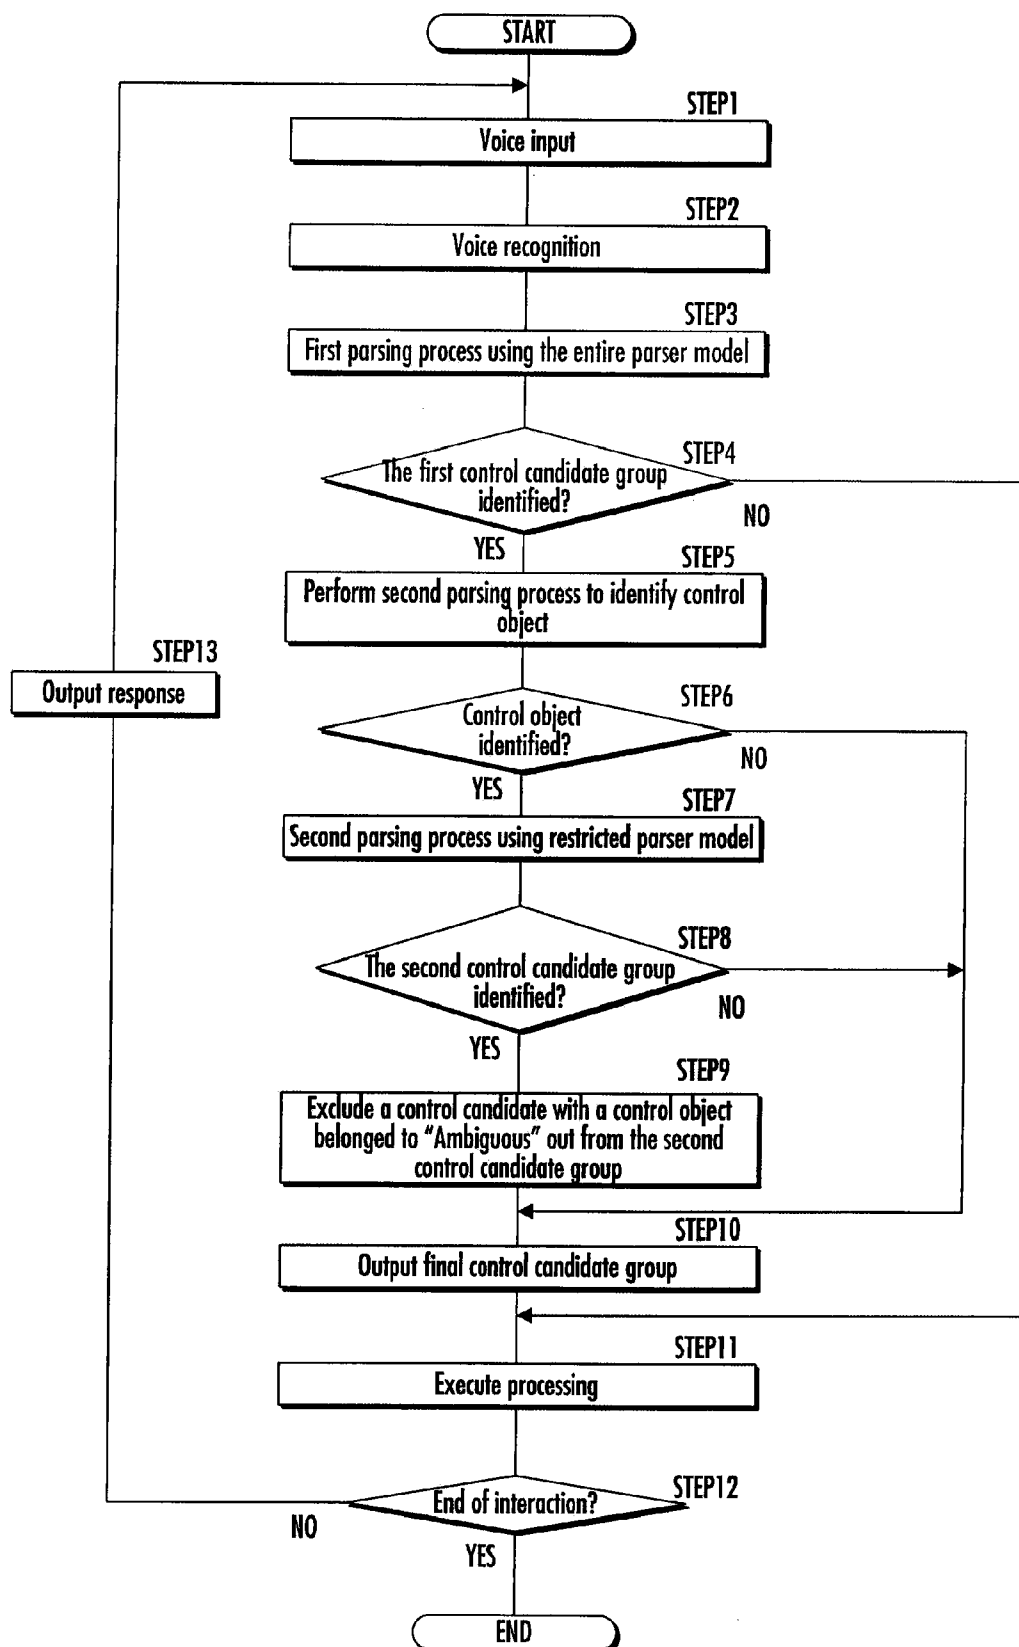 START
STEP1
Voice input
STEP2
Voice recognition
STEP3
First parsing process using the entire parser model
STEP4
The first control candidate group
identified?
NO
YES
STEP5
Perform second parsing process to identify control
object
STEP13
Output response
STEP6
Control object
identified?
NO
YES
STEP7
Second parsing process using restricted parser model
STEP8
The second control candidate group
identified?
NO
YES
STEP9
Exclude a control candidate with a control object
belonged to “Ambiguous” out from the second
control candidate group
STEP10
Output final control candidate group
STEP11
Execute processing
STEP12
End of interaction?
NO
YES
END